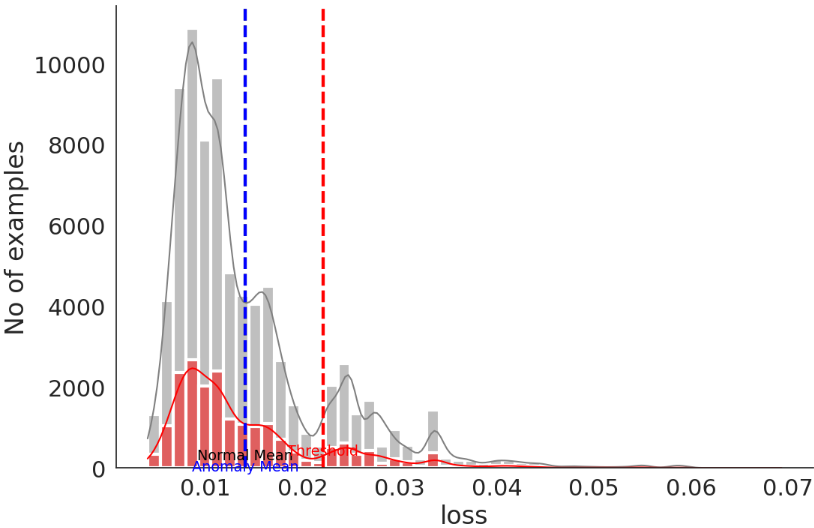 10000
8000
6000
4000
2000
0
No of examples
Normal Mean
Threshold
Anomaly Mean
0.01 0.02 0.03 0.04 0.05 0.06 0.07
loss